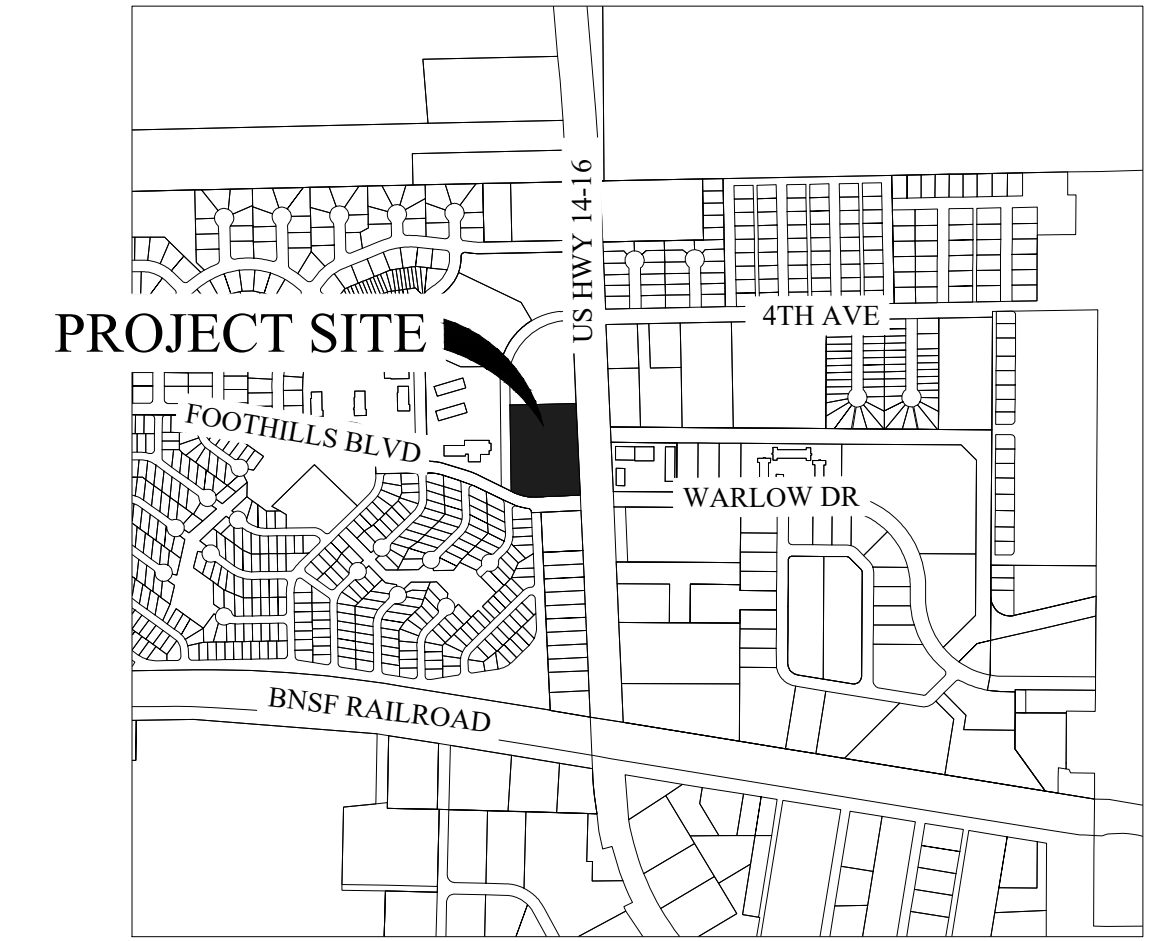 US HWY 14-16
4TH AVE
PROJECT SITE
FOOTHILLS BLVD
WARLOW DR
BNSF RAILROAD